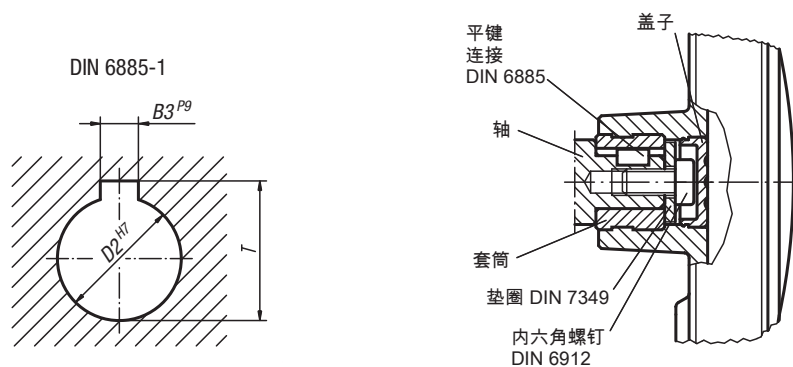 DIN 6885-1
B3 P9
D2 H7
T
平键
连接
DIN 6885
盖子
轴
套筒
垫圈 DIN 7349
内六角螺钉
DIN 6912